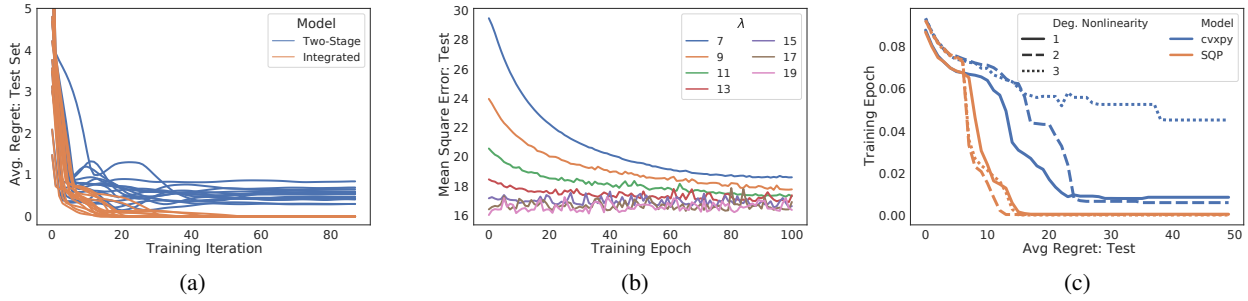 5
4
3
2
1
0
Avg. Regret: Test Set
0 20 40 60 80
Training Iteration
Model
Two-Stage
Integrated
(a)
30
28
26
24
22
20
18
16
Mean Square Error: Test
0 20 40 60 80 100
Training Epoch
λ
7 15
9 17
11 19
13
(b)
0.08
0.06
0.04
0.02
0.00
Training Epoch
0 10 20 30 40 50
Avg Regret: Test
Deg. Nonlinearity
1
2
3
Model
cvxpy
SQP
(c)